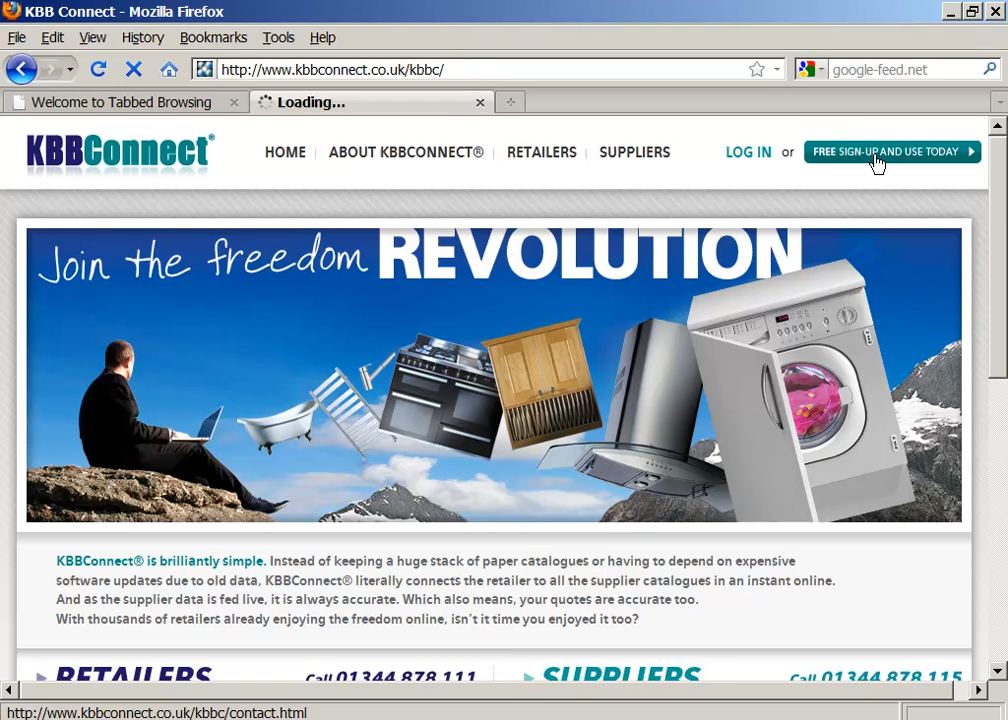 KBB Connect - Mozilla Firefox
File Edit View History Bookmarks Tools Help
http://www.kbbconnect.co.uk/kbbc/
google-feed.net
Welcome to Tabbed Browsing
Loading...
KBBConnect®
HOME
ABOUT KBBCONNECT®
RETAILERS
SUPPLIERS
LOG IN or
FREE SIGN-UP AND USE TODAY
Join the freedom REVOLUTION
KBBConnect® is brilliantly simple. Instead of keeping a huge stack of paper catalogues or having to depend on expensive
software updates due to old data, KBBConnect® literally connects the retailer to all the supplier catalogues in an instant online.
And as the supplier data is fed live, it is always accurate. Which also means, your quotes are accurate too.
With thousands of retailers already enjoying the freedom online, isn't it time you enjoyed it too?
RETAILERS Call 01344 878 111
SUPPLIERS Call 01344 878 115
http://www.kbbconnect.co.uk/kbbc/contact.html